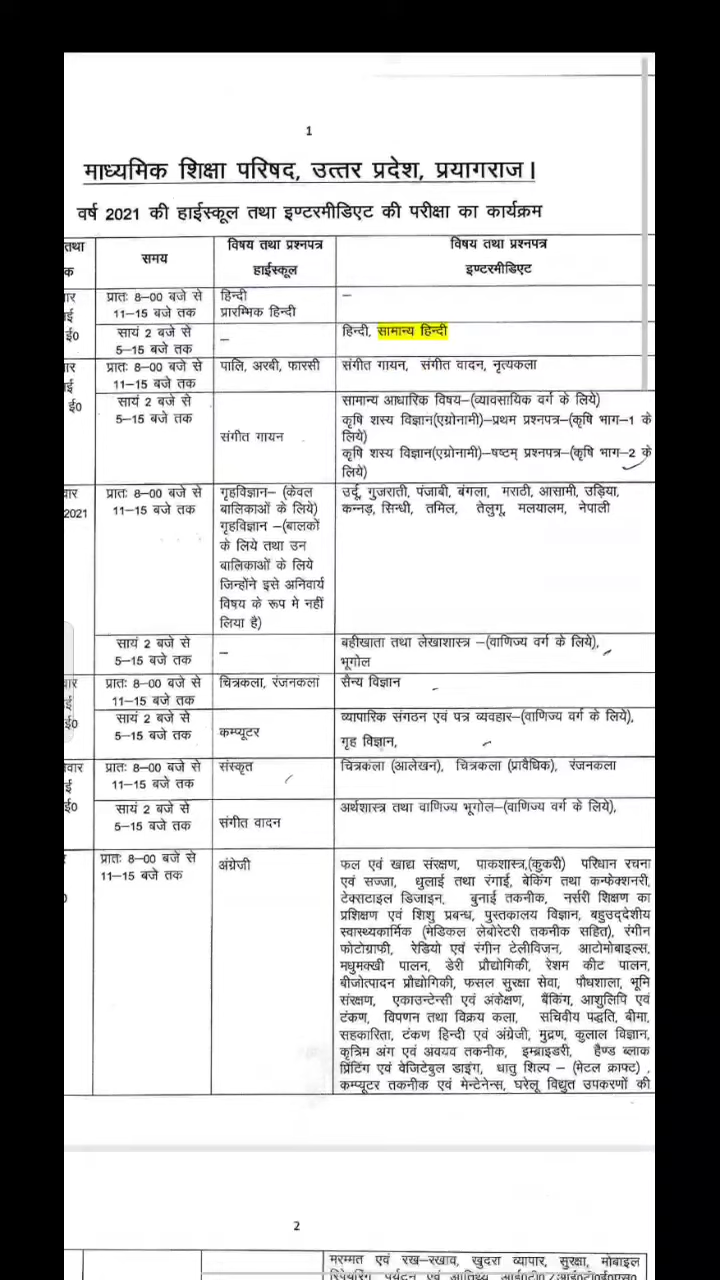 1
माध्यमिक शिक्षा परिषद, उत्तर प्रदेश, प्रयागराज।
वर्ष 2021 की हाईस्कूल तथा इण्टरमीडिएट की परीक्षा का कार्यक्रम
तथा
क
समय
विषय तथा प्रश्नपत्र
हाईस्कूल
विषय तथा प्रश्नपत्र
इण्टरमीडिएट
ार
ई
ई0
प्रातः 8–00 बजे से
11–15 बजे तक
हिन्दी
प्रारम्भिक हिन्दी
–
सायं 2 बजे से
5–15 बजे तक
–
हिन्दी, सामान्य हिन्दी
ार
ई
ई0
प्रातः 8–00 बजे से
11–15 बजे तक
पालि, अरबी, फारसी
संगीत गायन, संगीत वादन, नृत्यकला
सायं 2 बजे से
5–15 बजे तक
संगीत गायन
सामान्य आधारिक विषय–(व्यावसायिक वर्ग के लिये)
कृषि शस्य विज्ञान(एग्रोनामी)–प्रथम प्रश्नपत्र–(कृषि भाग–1 के
लिये)
कृषि शस्य विज्ञान(एग्रोनामी)–षष्टम् प्रश्नपत्र–(कृषि भाग–2 के
लिये)
वार
2021
प्रातः 8–00 बजे से
11–15 बजे तक
गृहविज्ञान– (केवल
बालिकाओं के लिये)
गृहविज्ञान –(बालकों
के लिये तथा उन
बालिकाओं के लिये
जिन्होंने इसे अनिवार्य
विषय के रूप मे नहीं
लिया है)
उर्दू, गुजराती, पंजाबी, बंगला, मराठी, आसामी, उड़िया,
कन्नड़, सिन्धी, तमिल, तेलुगू, मलयालम, नेपाली
सायं 2 बजे से
5–15 बजे तक
–
बहीखाता तथा लेखाशास्त्र –(वाणिज्य वर्ग के लिये),
भूगोल
वार
ई
ई0
प्रातः 8–00 बजे से
11–15 बजे तक
चित्रकला, रंजनकला
सैन्य विज्ञान
सायं 2 बजे से
5–15 बजे तक
कम्प्यूटर
व्यापारिक संगठन एवं पत्र व्यवहार–(वाणिज्य वर्ग के लिये),
गृह विज्ञान,
वार
ई
ई0
प्रातः 8–00 बजे से
11–15 बजे तक
संस्कृत
चित्रकला (आलेखन), चित्रकला (प्राविधिक), रंजनकला
सायं 2 बजे से
5–15 बजे तक
संगीत वादन
अर्थशास्त्र तथा वाणिज्य भूगोल–(वाणिज्य वर्ग के लिये),
प्रातः 8–00 बजे से
11–15 बजे तक
अंग्रेजी
फल एवं खाद्य संरक्षण, पाकशास्त्र,(कुकरी) परिधान रचना
एवं सज्जा, धुलाई तथा रंगाई, बेकिंग तथा कन्फेक्शनरी,
टेक्सटाइल डिजाइन, बुनाई तकनीक, नर्सरी शिक्षण का
प्रशिक्षण एवं शिशु प्रबन्ध, पुस्तकालय विज्ञान, बहुउद्देशीय
स्वास्थ्यकार्मिक (मेडिकल लेबोरेटरी तकनीक सहित), रंगीन
फोटोग्राफी, रेडियो एवं रंगीन टेलीविजन, आटोमोबाइल्स,
मधुमक्खी पालन, डेरी प्रौद्योगिकी, रेशम कीट पालन,
बीजोत्पादन प्रौद्योगिकी, फसल सुरक्षा सेवा, पौधशाला, भूमि
संरक्षण, एकाउन्टेन्सी एवं अंकेक्षण, बैंकिंग, आशुलिपि एवं
टंकण, विपणन तथा विक्रय कला, सचिवीय पद्धति, बीमा,
सहकारिता, टंकण हिन्दी एवं अंग्रेजी, मुद्रण, कुलाल विज्ञान,
कृत्रिम अंग एवं अवयव तकनीक, इम्ब्राइडरी, हैण्ड ब्लाक
प्रिंटिंग एवं वेजिटेबुल डाइंग, धातु शिल्प – (मेटल क्राफ्ट) ,
कम्प्यूटर तकनीक एवं मेन्टेनेन्स, घरेलू विद्युत उपकरणों की
2
मरम्मत एवं रख–रखाव, खुदरा व्यापार, सुरक्षा, मोबाइल